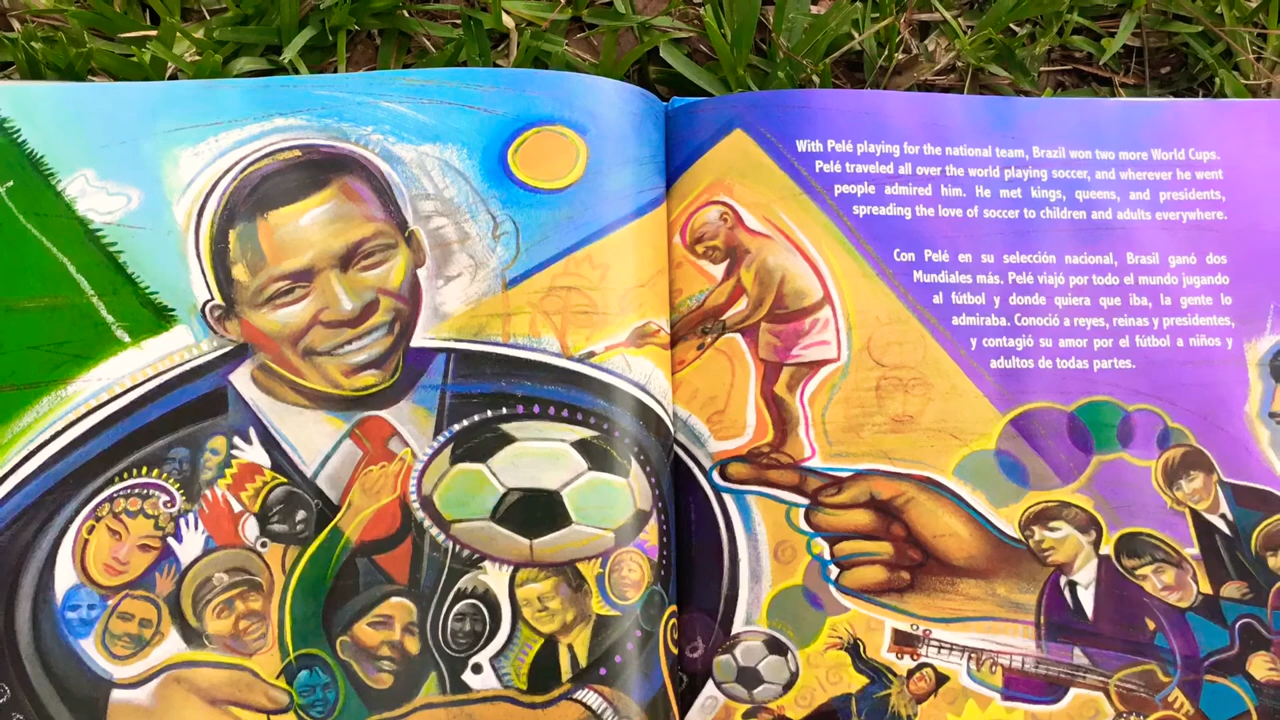 With Pelé playing for the national team, Brazil won two more World Cups.
Pelé traveled all over the world playing soccer, and wherever he went
people admired him. He met kings, queens, and presidents,
spreading the love of soccer to children and adults everywhere.
Con Pelé en su selección nacional, Brasil ganó dos
Mundiales más. Pelé viajó por todo el mundo jugando
al fútbol y donde quiera que iba, la gente lo
admiraba. Conoció a reyes, reinas y presidentes,
y contagió su amor por el fútbol a niños y
adultos de todas partes.